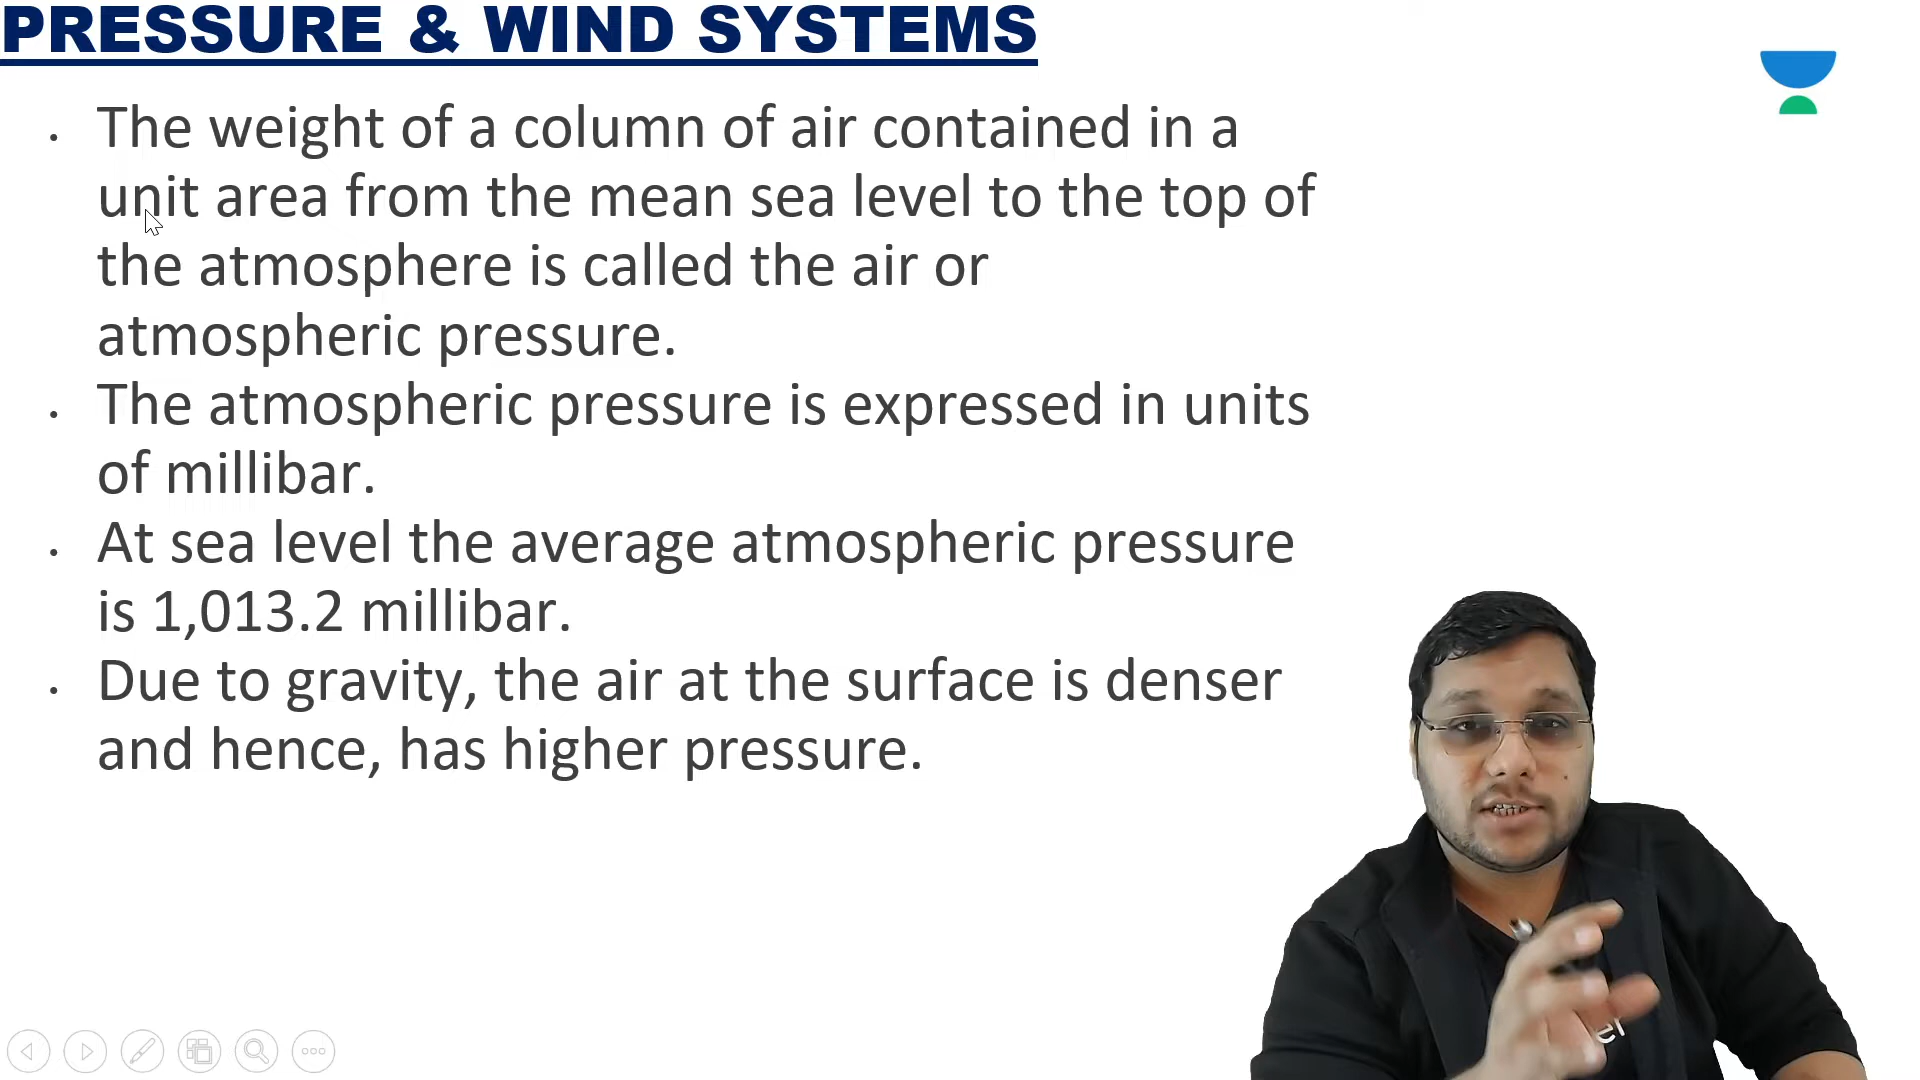 PRESSURE & WIND SYSTEMS
• The weight of a column of air contained in a
unit area from the mean sea level to the top of
the atmosphere is called the air or
atmospheric pressure.
• The atmospheric pressure is expressed in units
of millibar.
• At sea level the average atmospheric pressure
is 1,013.2 millibar.
• Due to gravity, the air at the surface is denser
and hence, has higher pressure.
el